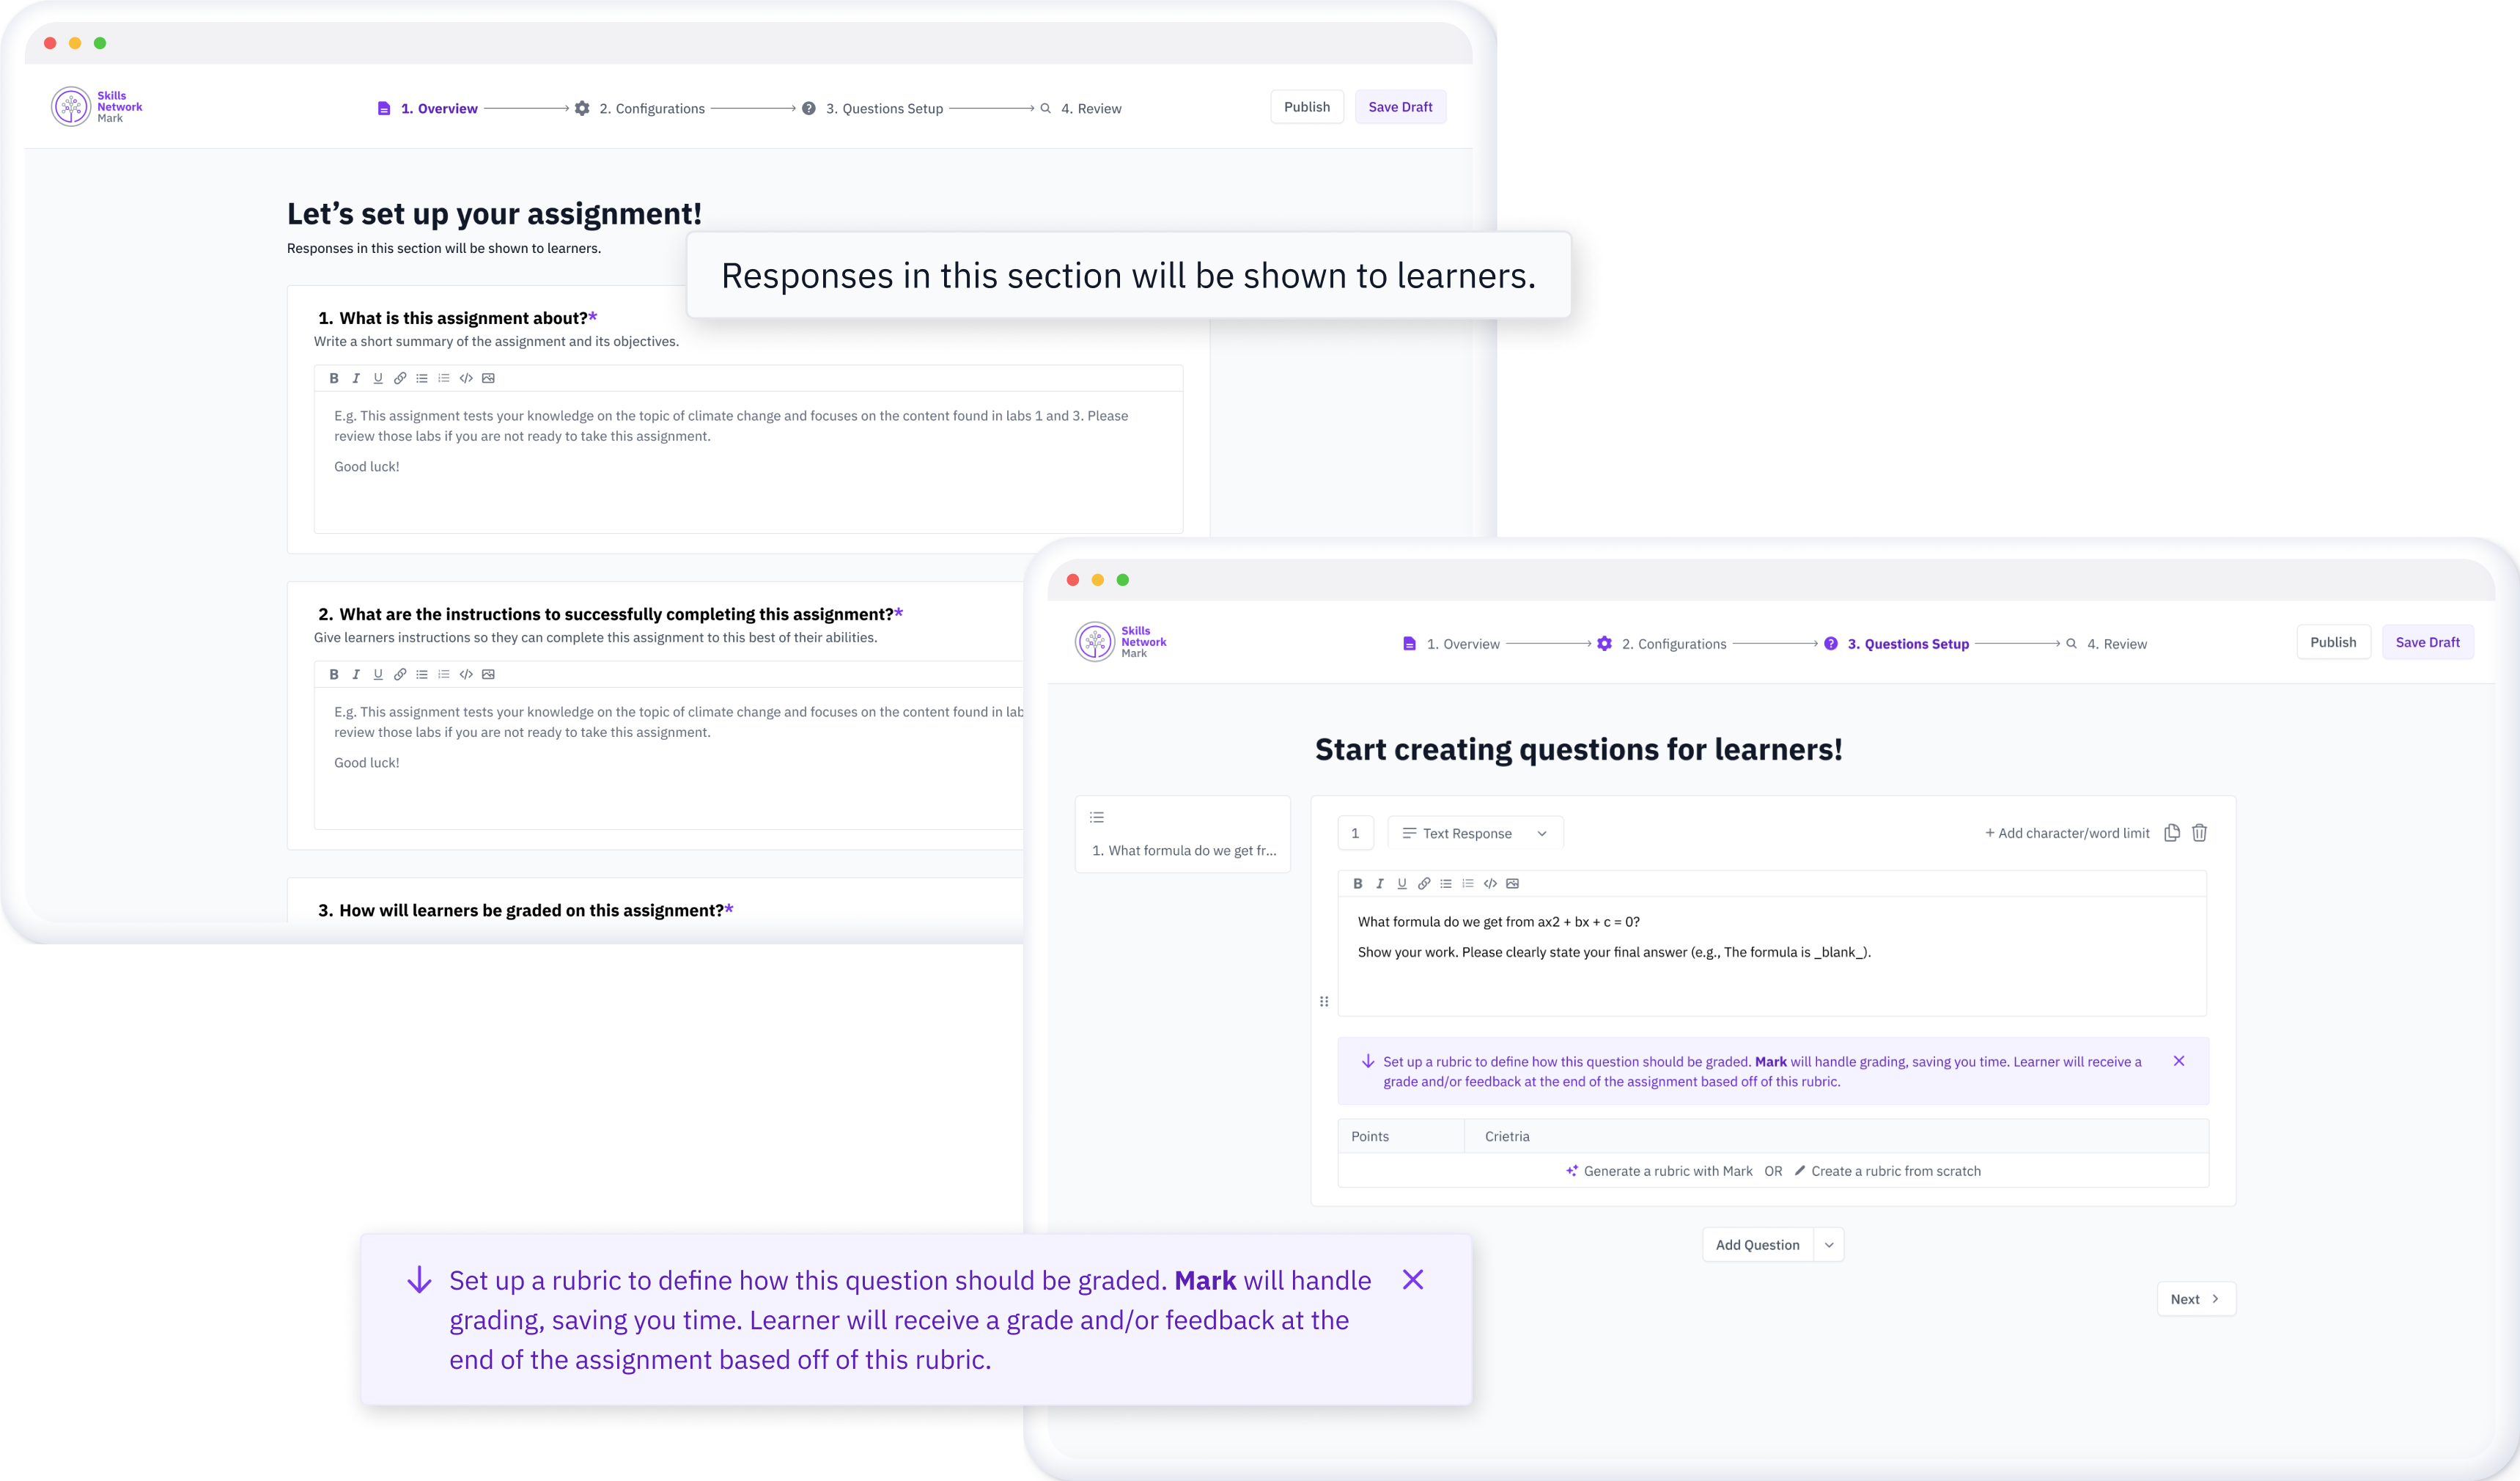 Skills
Network
Mark
1. Overview
2. Configurations
3. Questions Setup
4. Review
Publish
Save Draft
Let’s set up your assignment!
Responses in this section will be shown to learners.
Responses in this section will be shown to learners.
1. What is this assignment about?*
Write a short summary of the assignment and its objectives.
B I U
E.g. This assignment tests your knowledge on the topic of climate change and focuses on the content found in labs 1 and 3. Please
review those labs if you are not ready to take this assignment.
Good luck!
2. What are the instructions to successfully completing this assignment?*
Give learners instructions so they can complete this assignment to this best of their abilities.
B I U
E.g. This assignment tests your knowledge on the topic of climate change and focuses on the content found in lab
review those labs if you are not ready to take this assignment.
Good luck!
3. How will learners be graded on this assignment?*
Skills
Network
Mark
1. Overview
2. Configurations
3. Questions Setup
4. Review
Publish
Save Draft
Start creating questions for learners!
1. What formula do we get fr...
1
Text Response
+ Add character/word limit
B I U
What formula do we get from ax2 + bx + c = 0?
Show your work. Please clearly state your final answer (e.g., The formula is _blank_).
Set up a rubric to define how this question should be graded. Mark will handle grading, saving you time. Learner will receive a
grade and/or feedback at the end of the assignment based off of this rubric.
Points
Crietria
Generate a rubric with Mark OR Create a rubric from scratch
Add Question
Next
Set up a rubric to define how this question should be graded. Mark will handle
grading, saving you time. Learner will receive a grade and/or feedback at the
end of the assignment based off of this rubric.